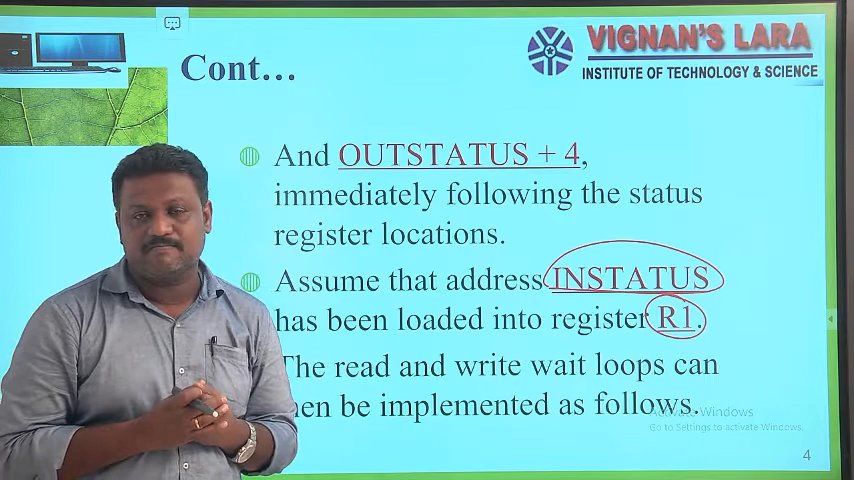 Cont...
VIGNAN'S LARA
INSTITUTE OF TECHNOLOGY & SCIENCE
And OUTSTATUS + 4,
immediately following the status
register locations.
Assume that address INSTATUS
has been loaded into register R1.
The read and write wait loops can
then be implemented as follows.
Activate Windows
Go to Settings to activate Windows.
4